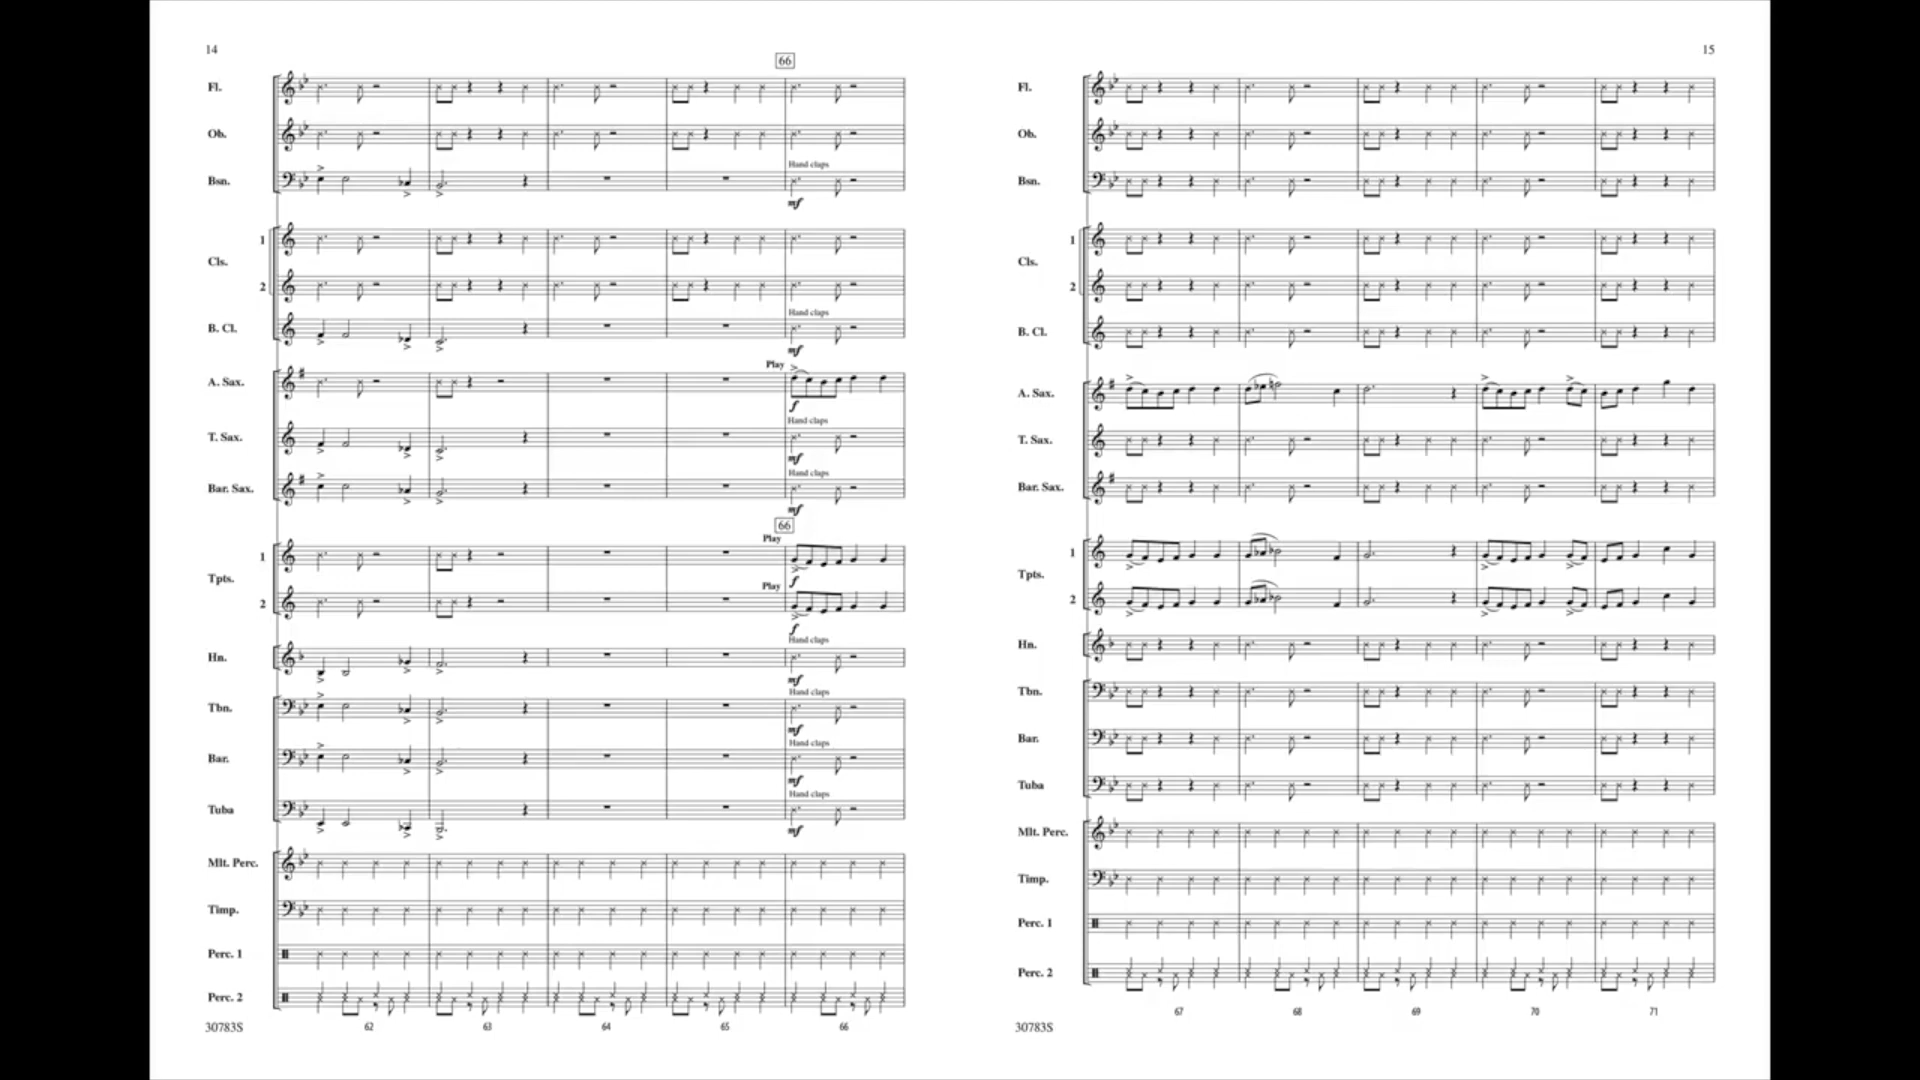 14
66
Fl.
Ob.
Hand claps
Bsn.
mf
1
Cls.
2
Hand claps
B. Cl.
mf
Play
A. Sax.
f
Hand claps
T. Sax.
mf
Hand claps
Bar. Sax.
mf
66
Play
1
Tpts.
f
Play
2
f
Hand claps
Hn.
mf
Hand claps
Tbn.
mf
Hand claps
Bar.
mf
Hand claps
Tuba
mf
Mlt. Perc.
Timp.
Perc. 1
Perc. 2
30783S 62 63 64 65 66
15
Fl.
Ob.
Bsn.
1
Cls.
2
B. Cl.
A. Sax.
T. Sax.
Bar. Sax.
1
Tpts.
2
Hn.
Tbn.
Bar.
Tuba
Mlt. Perc.
Timp.
Perc. 1
Perc. 2
67 68 69 70 71
30783S